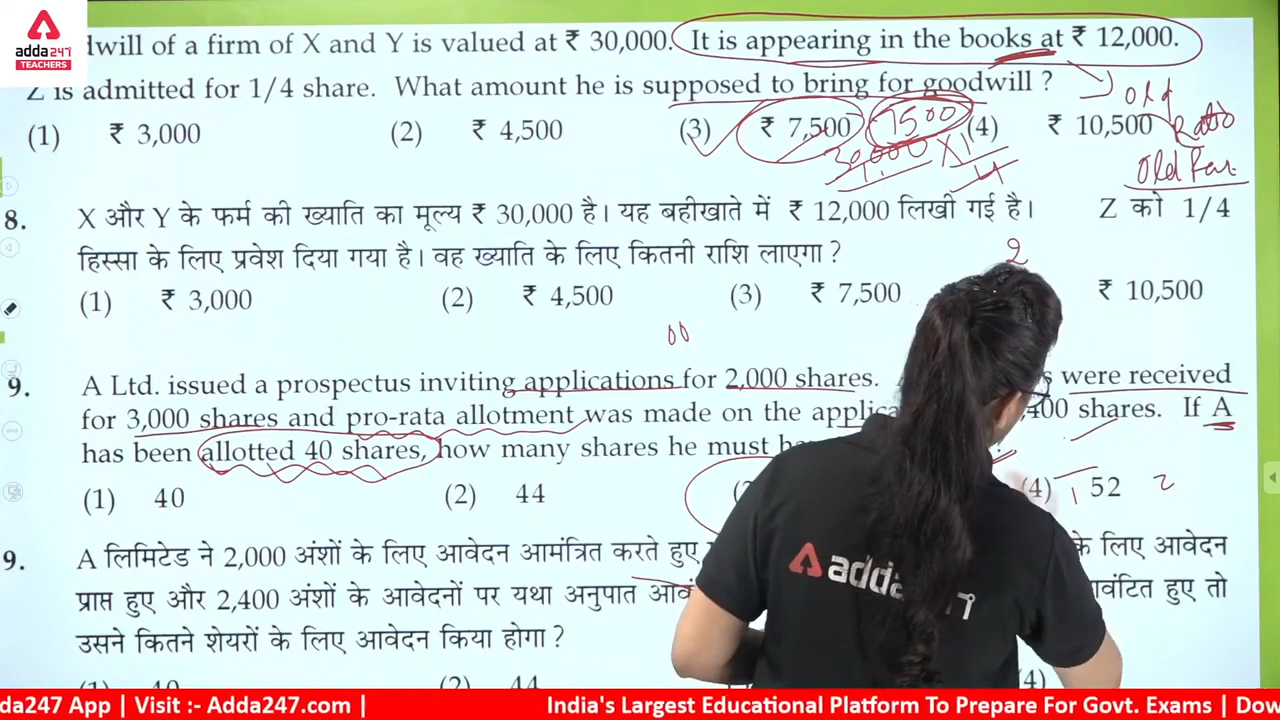 adda247
TEACHERS
dwill of a firm of X and Y is valued at ₹ 30,000. It is appearing in the books at ₹ 12,000.
Z is admitted for 1/4 share. What amount he is supposed to bring for goodwill ?
(1) ₹ 3,000 (2) ₹ 4,500 (3) ₹ 7,500 7500 (4) ₹ 10,500
Old
Ratio
30,000 × 1
4
Old Par.
8. X और Y के फर्म की ख्याति का मूल्य ₹ 30,000 है। यह बहीखाते में ₹ 12,000 लिखी गई है। Z को 1/4
हिस्सा के लिए प्रवेश दिया गया है। वह ख्याति के लिए कितनी राशि लाएगा ?
2
(1) ₹ 3,000 (2) ₹ 4,500 (3) ₹ 7,500 ₹ 10,500
00
9. A Ltd. issued a prospectus inviting applications for 2,000 shares. were received
for 3,000 shares and pro-rata allotment was made on the 400 shares. If A
has been allotted 40 shares, how many shares he must
(1) 40 (2) 44 (4) 52
9. A लिमिटेड ने 2,000 अंशों के लिए आवेदन आमंत्रित करते हुए के लिए आवेदन
प्राप्त हुए और 2,400 अंशों के आवेदनों पर यथा अनुपात हुए तो
उसने कितने शेयरों के लिए आवेदन किया होगा ?
(1) 40 (2) 44 (4)
adda247
da247 App | Visit :- Adda247.com | India's Largest Educational Platform To Prepare For Govt. Exams | Dow